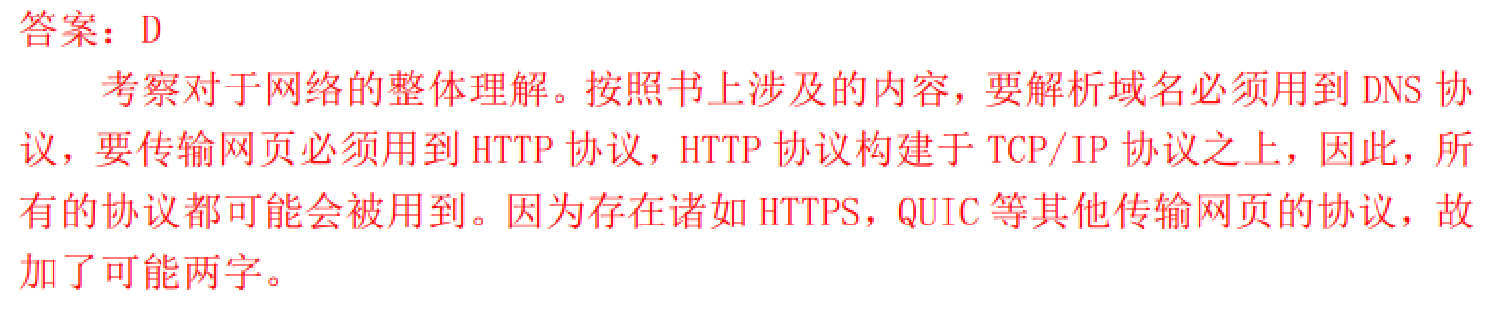 答案：D
考察对于网络的整体理解。按照书上涉及的内容，要解析域名必须用到 DNS 协
议，要传输网页必须用到 HTTP 协议，HTTP 协议构建于 TCP/IP 协议之上，因此，所
有的协议都可能会被用到。因为存在诸如 HTTPS，QUIC 等其他传输网页的协议，故
加了可能两字。